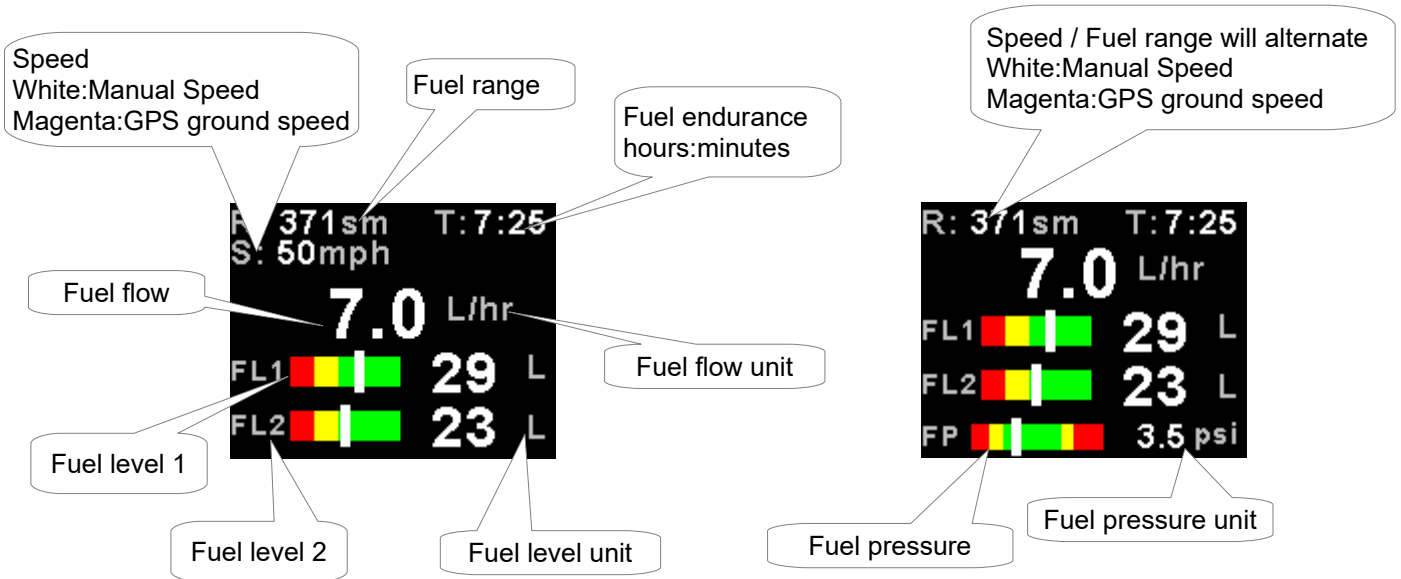 Speed
White:Manual Speed
Magenta:GPS ground speed
Fuel range
Fuel endurance
hours:minutes
Speed / Fuel range will alternate
White:Manual Speed
Magenta:GPS ground speed
371sm T:7:25
S: 50mph
7.0 L/hr
FL1 29 L
FL2 23 L
Fuel flow
Fuel flow unit
Fuel level 1
Fuel level 2
Fuel level unit
R: 371sm T:7:25
7.0 L/hr
FL1 29 L
FL2 23 L
FP 3.5 psi
Fuel pressure
Fuel pressure unit